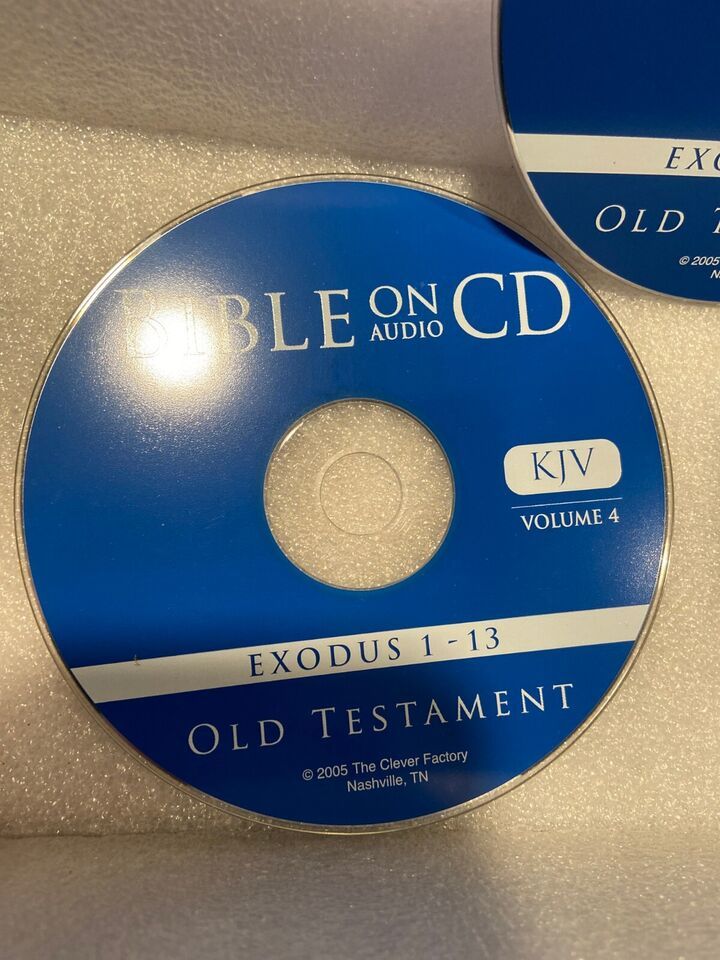 BIBLE ON AUDIO CD
KJV
VOLUME 4
EXODUS 1 - 13
OLD TESTAMENT
© 2005 The Clever Factory
Nashville, TN
OLD
© 2005